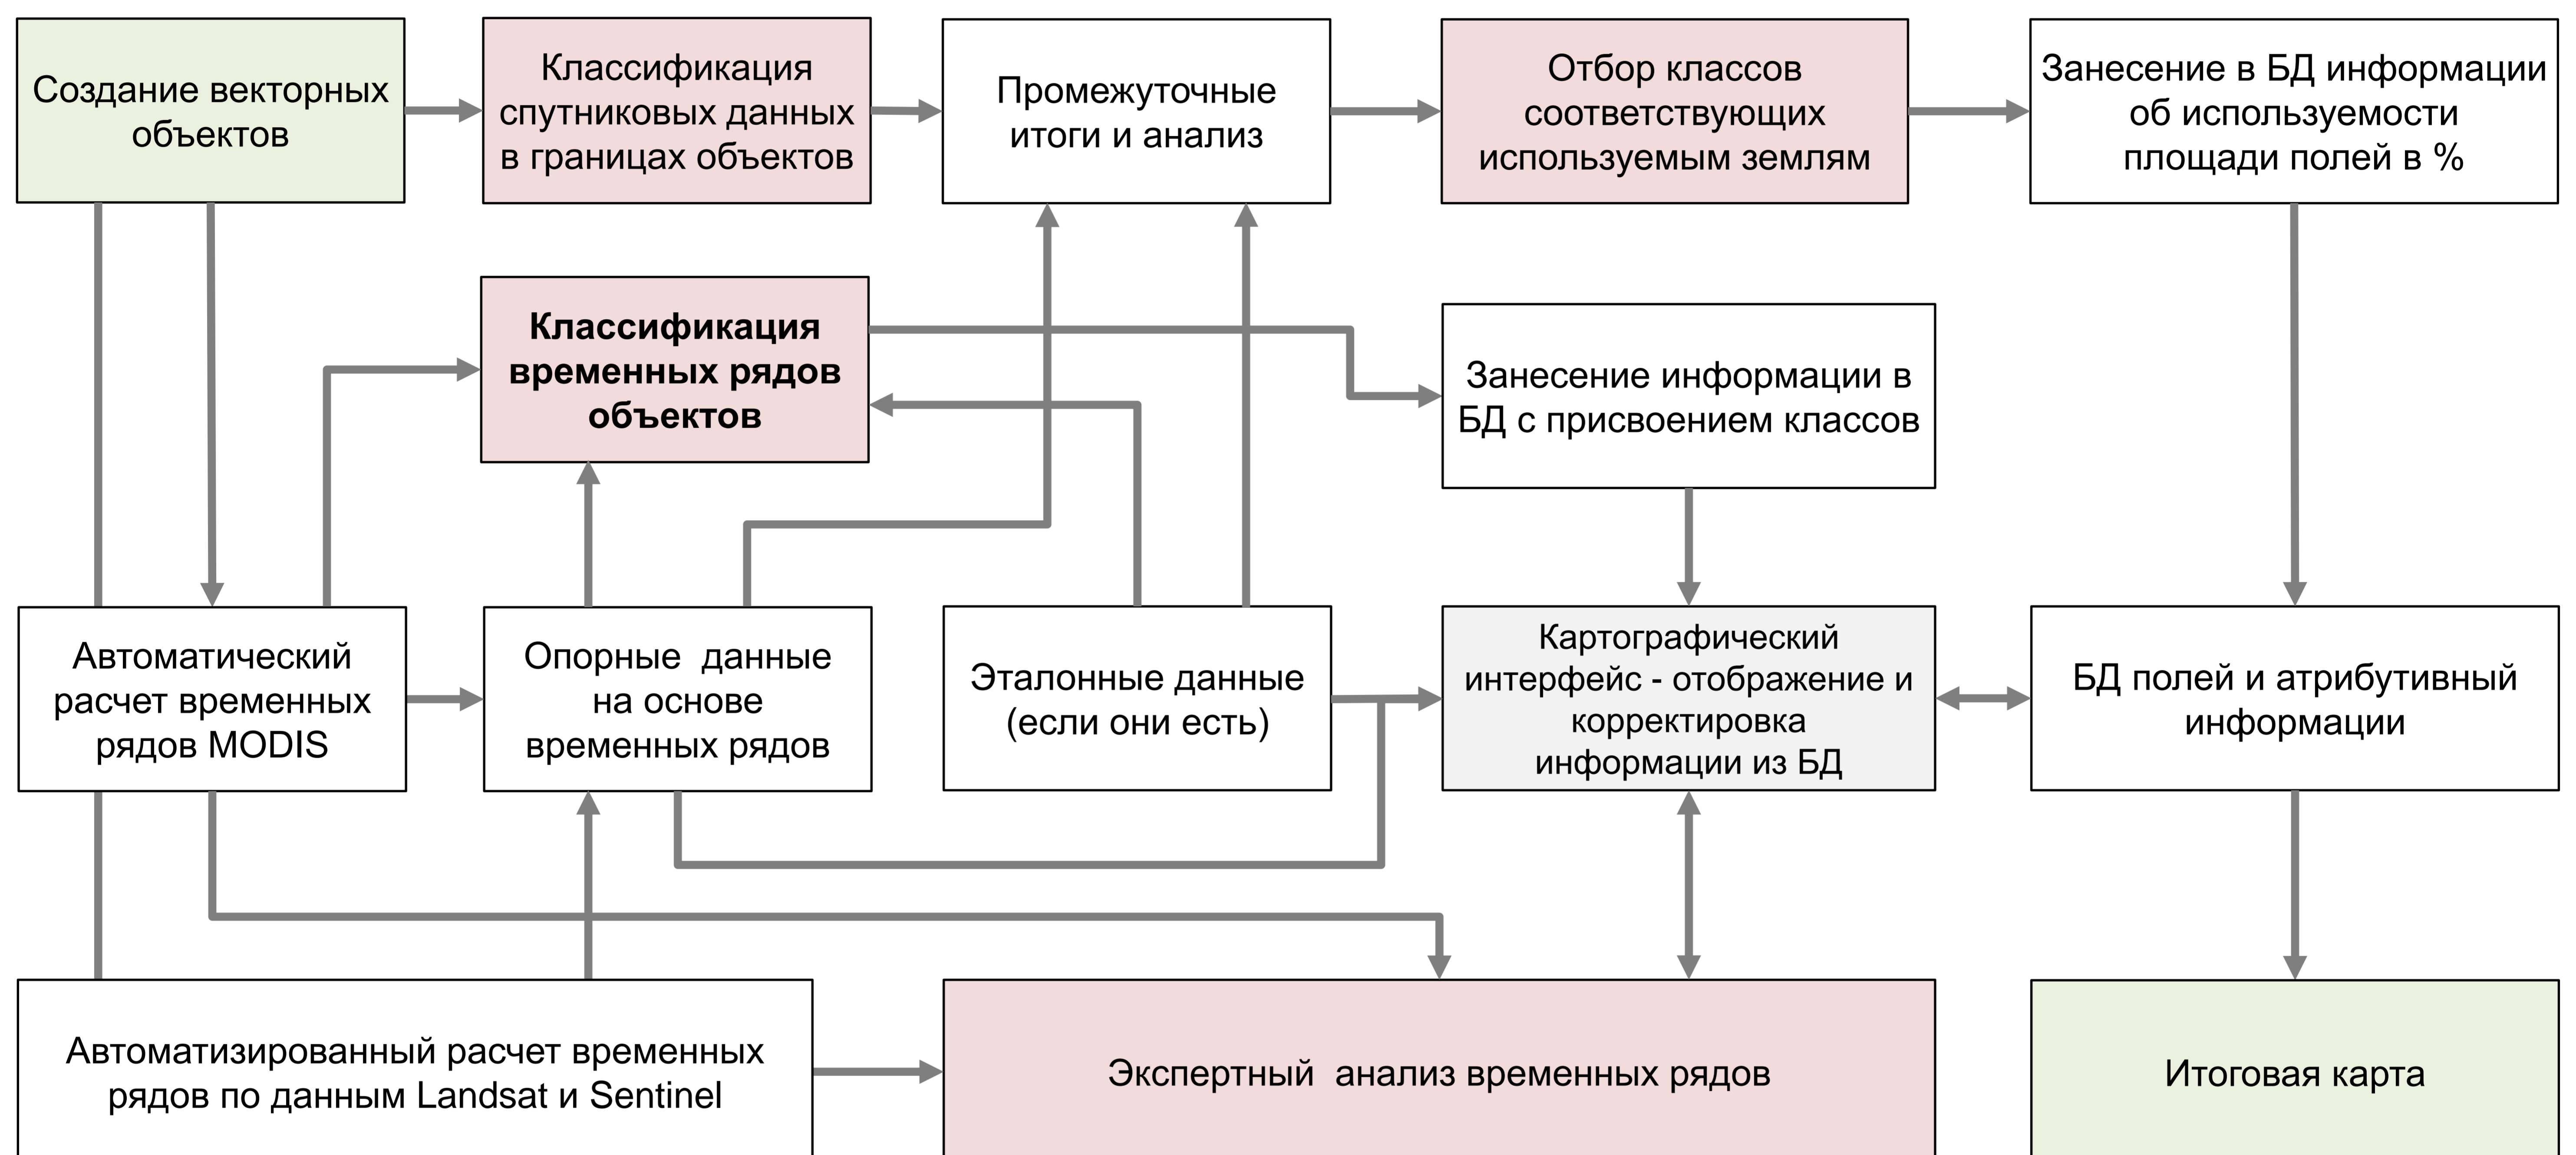 Создание векторных
объектов
Классификация
спутниковых данных
в границах объектов
Промежуточные
итоги и анализ
Отбор классов
соответствующих
используемым землям
Занесение в БД информации
об используемости
площади полей в %
Классификация
временных рядов
объектов
Занесение информации в
БД с присвоением классов
Автоматический
расчет временных
рядов MODIS
Опорные данные
на основе
временных рядов
Эталонные данные
(если они есть)
Картографический
интерфейс - отображение и
корректировка
информации из БД
БД полей и атрибутивный
информации
Автоматизированный расчет временных
рядов по данным Landsat и Sentinel
Экспертный анализ временных рядов
Итоговая карта